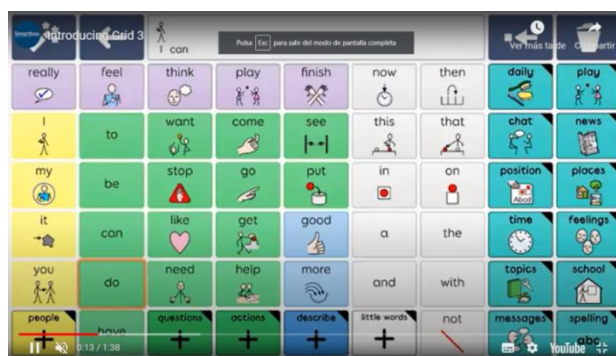 Smartbox Introducing Grid 3
I can
Pulsa Esc para salir del modo de pantalla completa
Ver más tarde Compartir
really feel think play finish now then daily play
I to want come see this that chat news
my be stop go put in on position places
Abcd
it can like get good a the time feelings
you do need help more and with topics school
people have questions actions describe little words not messages spelling
abc
0:13 / 1:38 YouTube